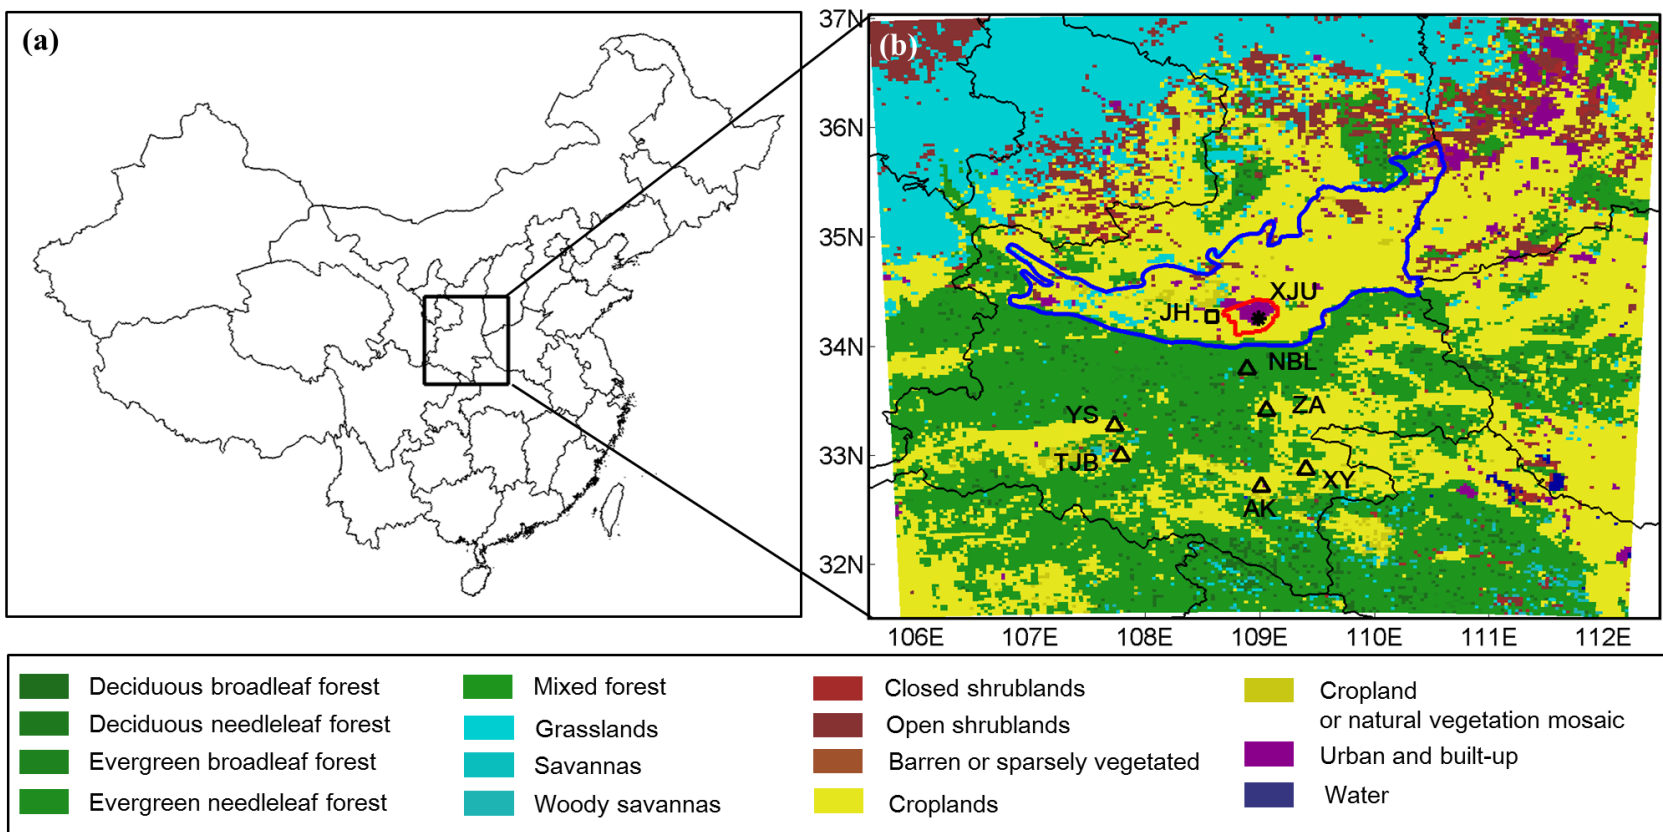 (a)
(b)
37N
36N
35N
34N
33N
32N
XJU
JH
NBL
ZA
YS
TJB
XY
AK
106E 107E 108E 109E 110E 111E 112E
Deciduous broadleaf forest
Deciduous needleleaf forest
Evergreen broadleaf forest
Evergreen needleleaf forest
Mixed forest
Grasslands
Savannas
Woody savannas
Closed shrublands
Open shrublands
Barren or sparsely vegetated
Croplands
Cropland
or natural vegetation mosaic
Urban and built-up
Water